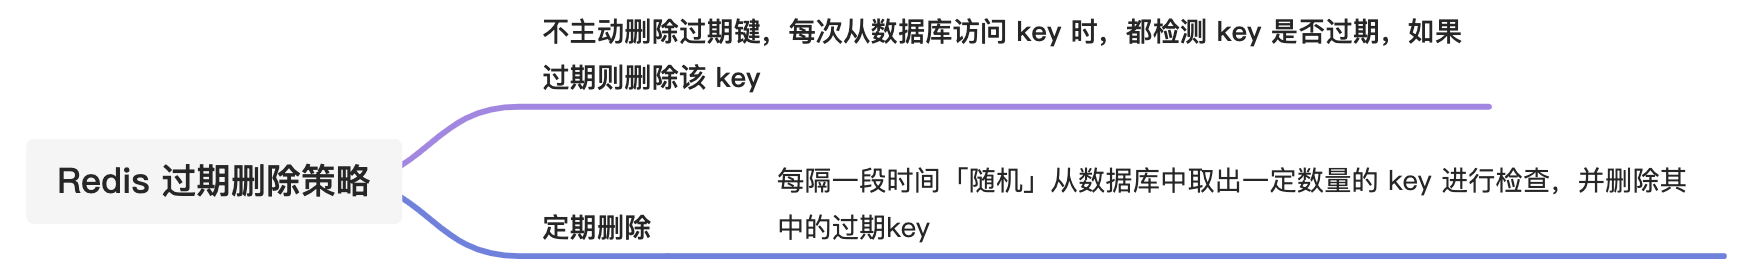 不主动删除过期键，每次从数据库访问 key 时，都检测 key 是否过期，如果
过期则删除该 key
Redis 过期删除策略
每隔一段时间「随机」从数据库中取出一定数量的 key 进行检查，并删除其
中的过期key
定期删除